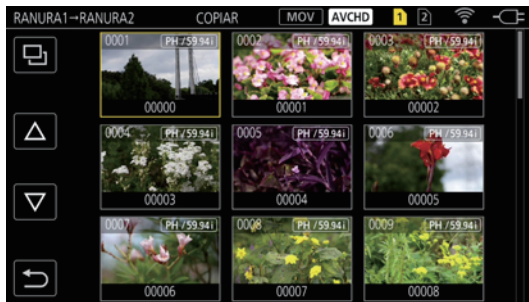 RANURA1→RANURA2 COPIAR MOV AVCHD 1 2
0001 PH/59.94i 0002 PH/59.94i 0003 PH/59.94i
00000 00001 00002
0004 PH/59.94i 0005 PH/59.94i 0006 PH/59.94i
00003 00004 00005
0007 PH/59.94i 0008 PH/59.94i 0009 PH/59.94i
00006 00007 00008